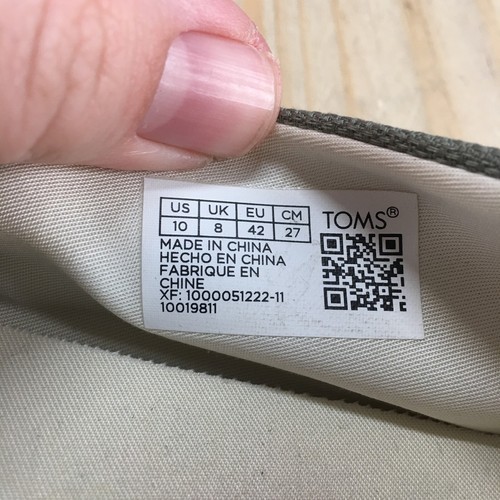 US UK EU CM TOMS®
10 8 42 27
MADE IN CHINA
HECHO EN CHINA
FABRIQUE EN
CHINE
XF: 1000051222-11
10019811